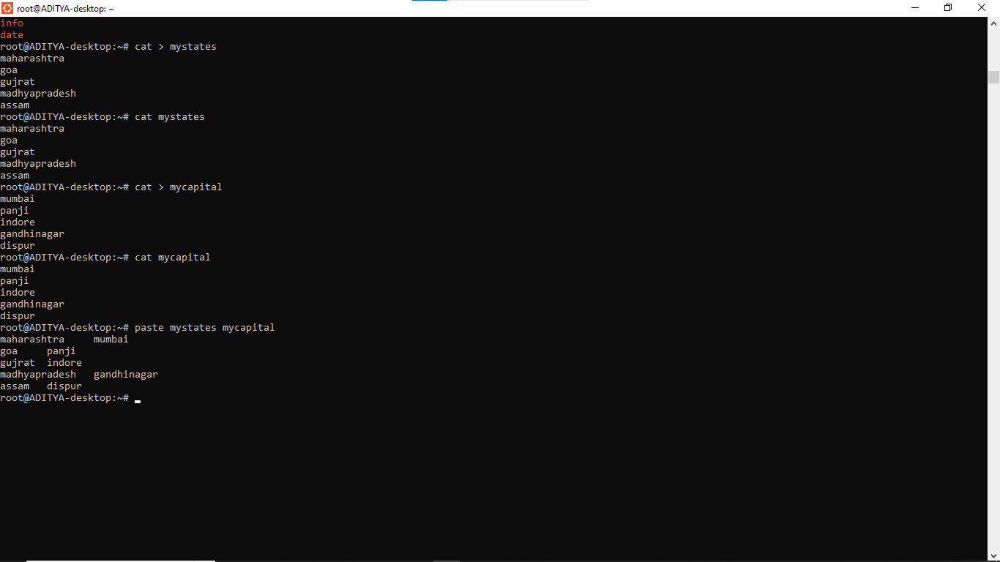 root@ADITYA-desktop: ~
info
date
root@ADITYA-desktop:~# cat > mystates
maharashtra
goa
gujrat
madhyapradesh
assam
root@ADITYA-desktop:~# cat mystates
maharashtra
goa
gujrat
madhyapradesh
assam
root@ADITYA-desktop:~# cat > mycapital
mumbai
panji
indore
gandhinagar
dispur
root@ADITYA-desktop:~# cat mycapital
mumbai
panji
indore
gandhinagar
dispur
root@ADITYA-desktop:~# paste mystates mycapital
maharashtra     mumbai
goa     panji
gujrat  indore
madhyapradesh   gandhinagar
assam   dispur
root@ADITYA-desktop:~#